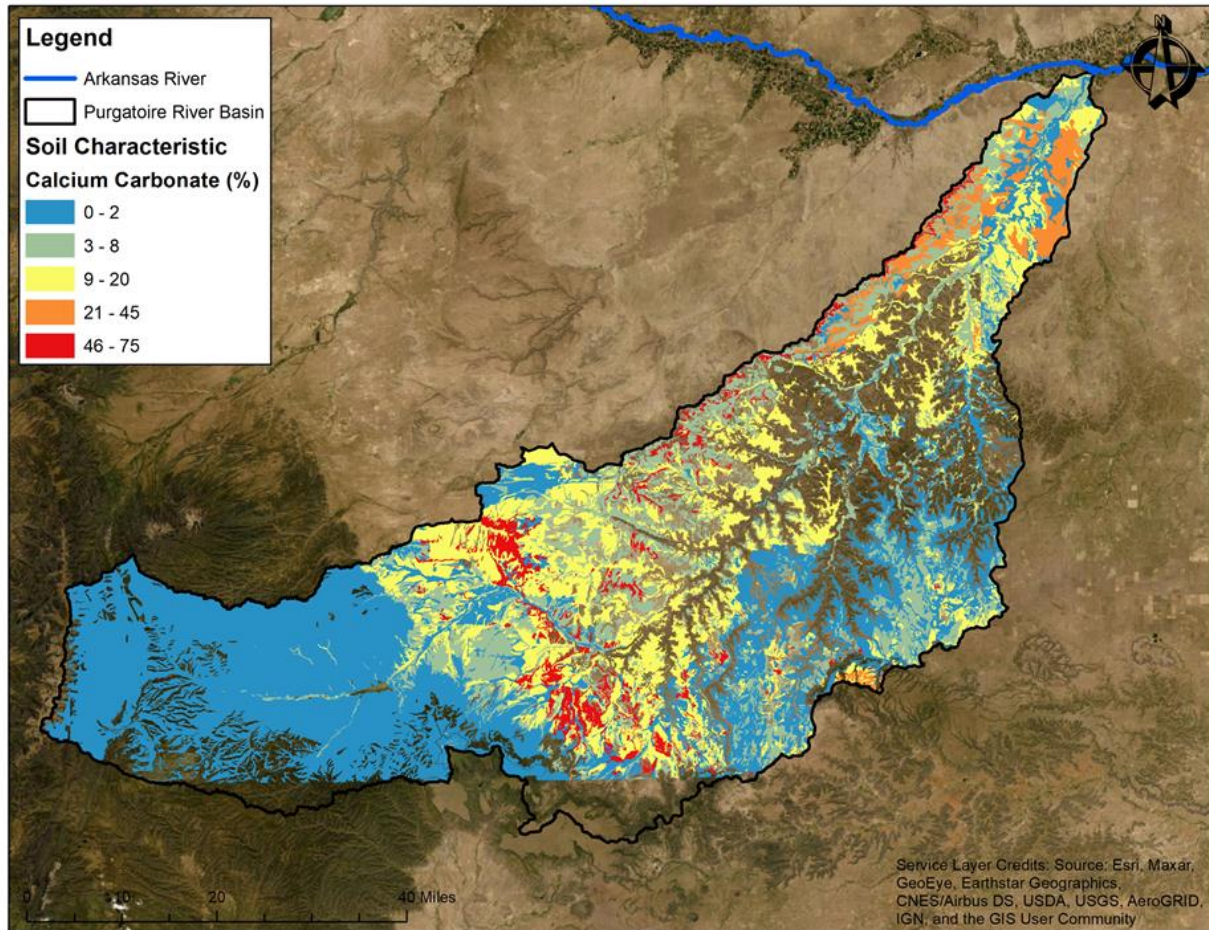 Legend
Arkansas River
Purgatoire River Basin
Soil Characteristic
Calcium Carbonate (%)
0 - 2
3 - 8
9 - 20
21 - 45
46 - 75
N
0
10
20
40 Miles
Service Layer Credits: Source: Esri, Maxar,
GeoEye, Earthstar Geographics,
CNES/Airbus DS, USDA, USGS, AeroGRID,
IGN, and the GIS User Community